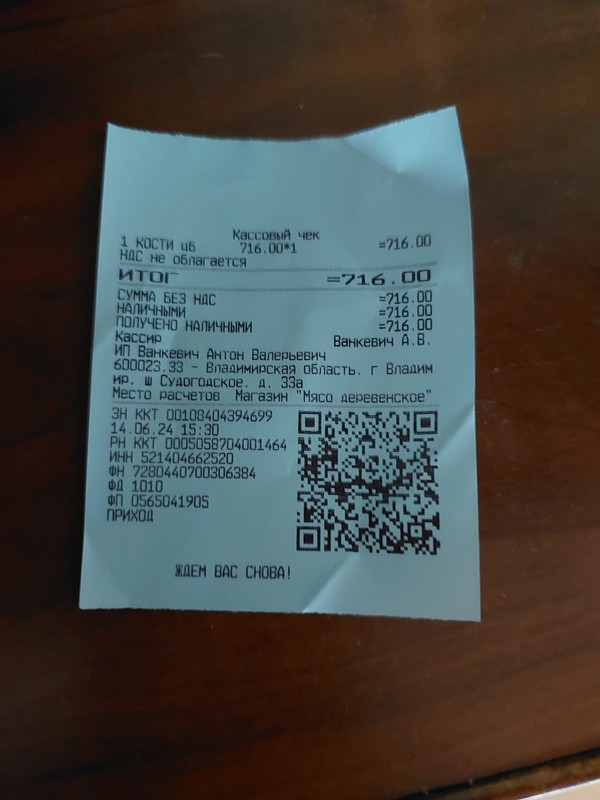 Кассовый чек
1 КОСТИ цб 716.00*1 =716.00
НДС не облагается
ИТОГ =716.00
СУММА БЕЗ НДС =716.00
НАЛИЧНЫМИ =716.00
ПОЛУЧЕНО НАЛИЧНЫМИ =716.00
Кассир Ванкевич А.В.
ИП Ванкевич Антон Валерьевич
600023.33 - Владимирская область. г Владим
ир. ш Судогодское. д. 33а
Место расчетов Магазин "Мясо деревенское"
ЗН ККТ 00108404394699
14.06.24 15:30
РН ККТ 0005058704001464
ИНН 521404662520
ФН 7280440700306384
ФД 1010
ФП 0565041905
ПРИХОД
ЖДЕМ ВАС СНОВА!